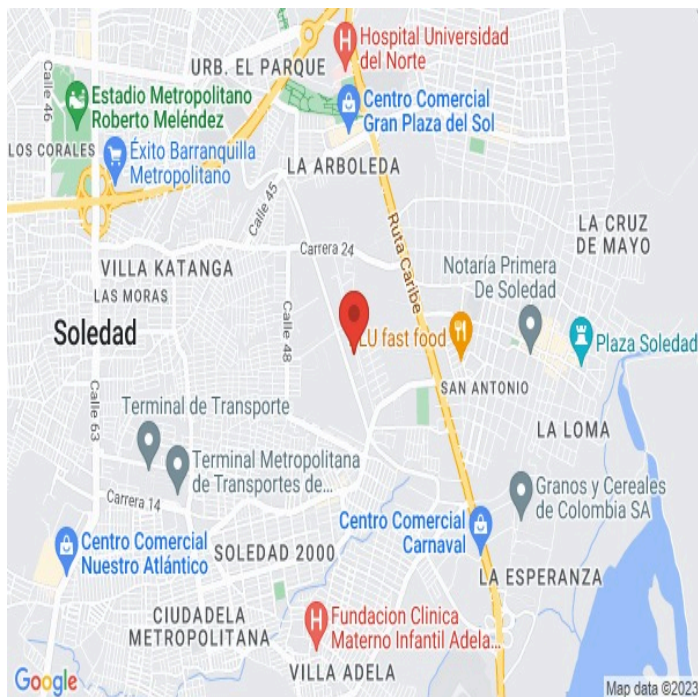 Hospital Universidad
del Norte
URB. EL PARQUE
Calle 46
Estadio Metropolitano
Roberto Meléndez
Centro Comercial
Gran Plaza del Sol
LOS CORALES
Éxito Barranquilla
Metropolitano
LA ARBOLEDA
Calle 45
Ruta Caribe
LA CRUZ
DE MAYO
Carrera 24
VILLA KATANGA
LAS MORAS
Notaría Primera
De Soledad
Soledad
Calle 48
LU fast food
Plaza Soledad
Calle 63
SAN ANTONIO
Terminal de Transporte
LA LOMA
Terminal Metropolitana
de Transportes de...
Granos y Cereales
de Colombia SA
Carrera 14
Centro Comercial
Carnaval
Centro Comercial
Nuestro Atlántico
SOLEDAD 2000
LA ESPERANZA
CIUDADELA
METROPOLITANA
Fundacion Clinica
Materno Infantil Adela...
VILLA ADELA
Google
Map data ©2023